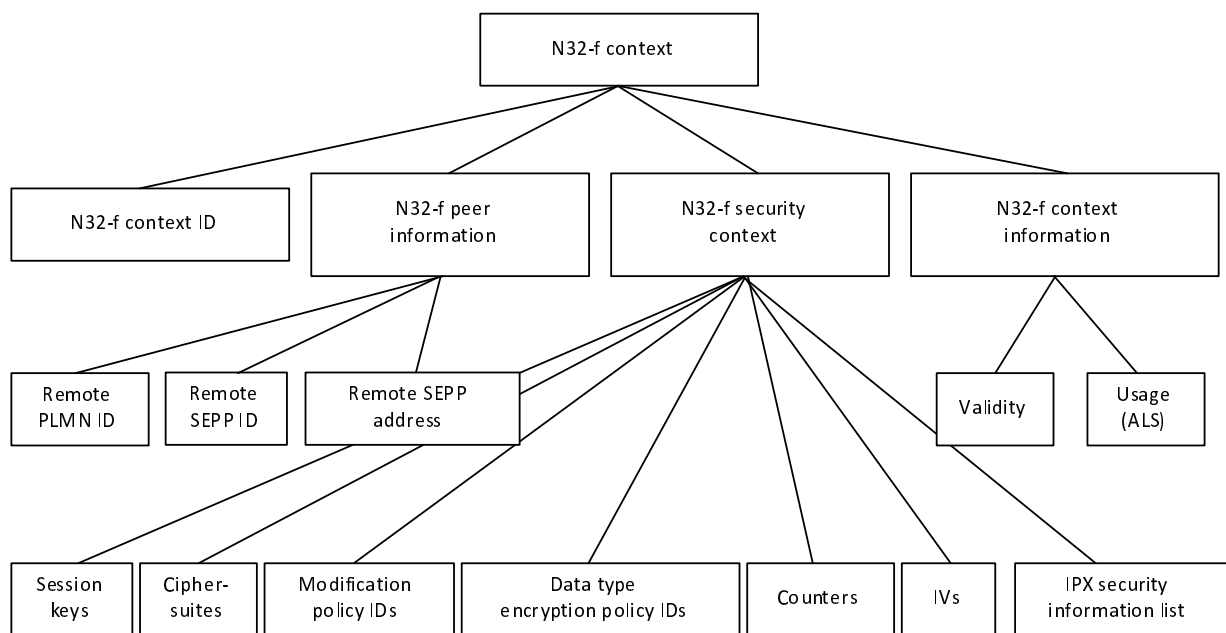 N32-f context
N32-f context ID
N32-f peer
information
N32-f security
context
N32-f context
information
Remote
PLMN ID
Remote
SEPP ID
Remote SEPP
address
Validity
Usage
(ALS)
Session
keys
Cipher-
suites
Modification
policy IDs
Data type
encryption policy IDs
Counters
IVs
IPX security
information list